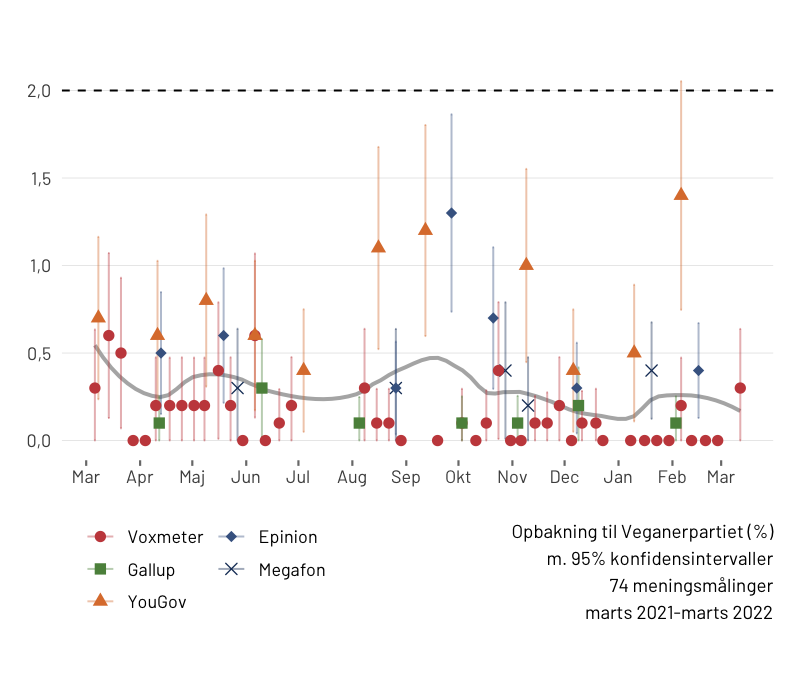 2,0
1,5
1,0
0,5
0,0
Mar Apr Maj Jun Jul Aug Sep Okt Nov Dec Jan Feb Mar
Voxmeter Epinion
Gallup Megafon
YouGov
Opbakning til Veganerpartiet (%)
m. 95% konfidensintervaller
74 meningsmålinger
marts 2021-marts 2022